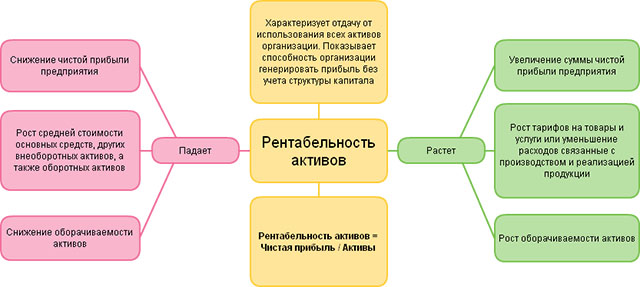 Характеризует отдачу от
использования всех активов
организации. Показывает
способность организации
генерировать прибыль без
учета структуры капитала
Снижение чистой прибыли
предприятия
Рост средней стоимости
основных средств, других
внеоборотных активов, а
также оборотных активов
Снижение оборачиваемости
активов
Падает
Рентабельность
активов
Рентабельность активов =
Чистая прибыль / Активы
Растет
Увеличение суммы чистой
прибыли предприятия
Рост тарифов на товары и
услуги или уменьшение
расходов связанные с
производством и реализацией
продукции
Рост оборачиваемости активов